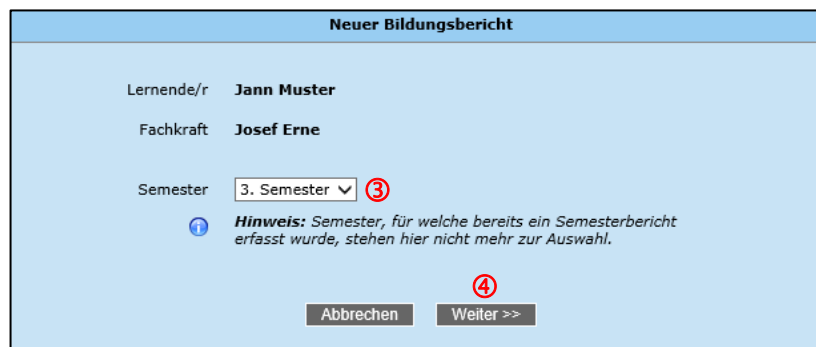 Neuer Bildungsbericht
Lernende/r Jann Muster
Fachkraft Josef Erne
Semester 3. Semester ③
Hinweis: Semester, für welche bereits ein Semesterbericht
erfasst wurde, stehen hier nicht mehr zur Auswahl.
④
Abbrechen Weiter >>